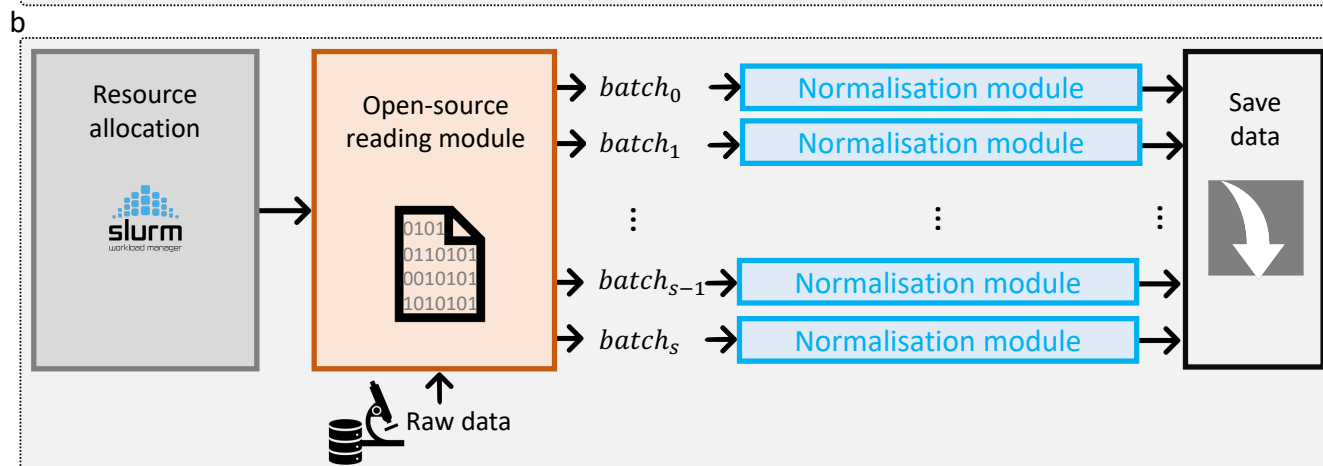 b
Resource
allocation
slurm
workload manager
Open-source
reading module
0101
0110101
0010101
1010101
Raw data
batch₀
Normalisation module
batch₁
Normalisation module
⋮
⋮
⋮
batchₛ₋₁
Normalisation module
batchₛ
Normalisation module
Save
data